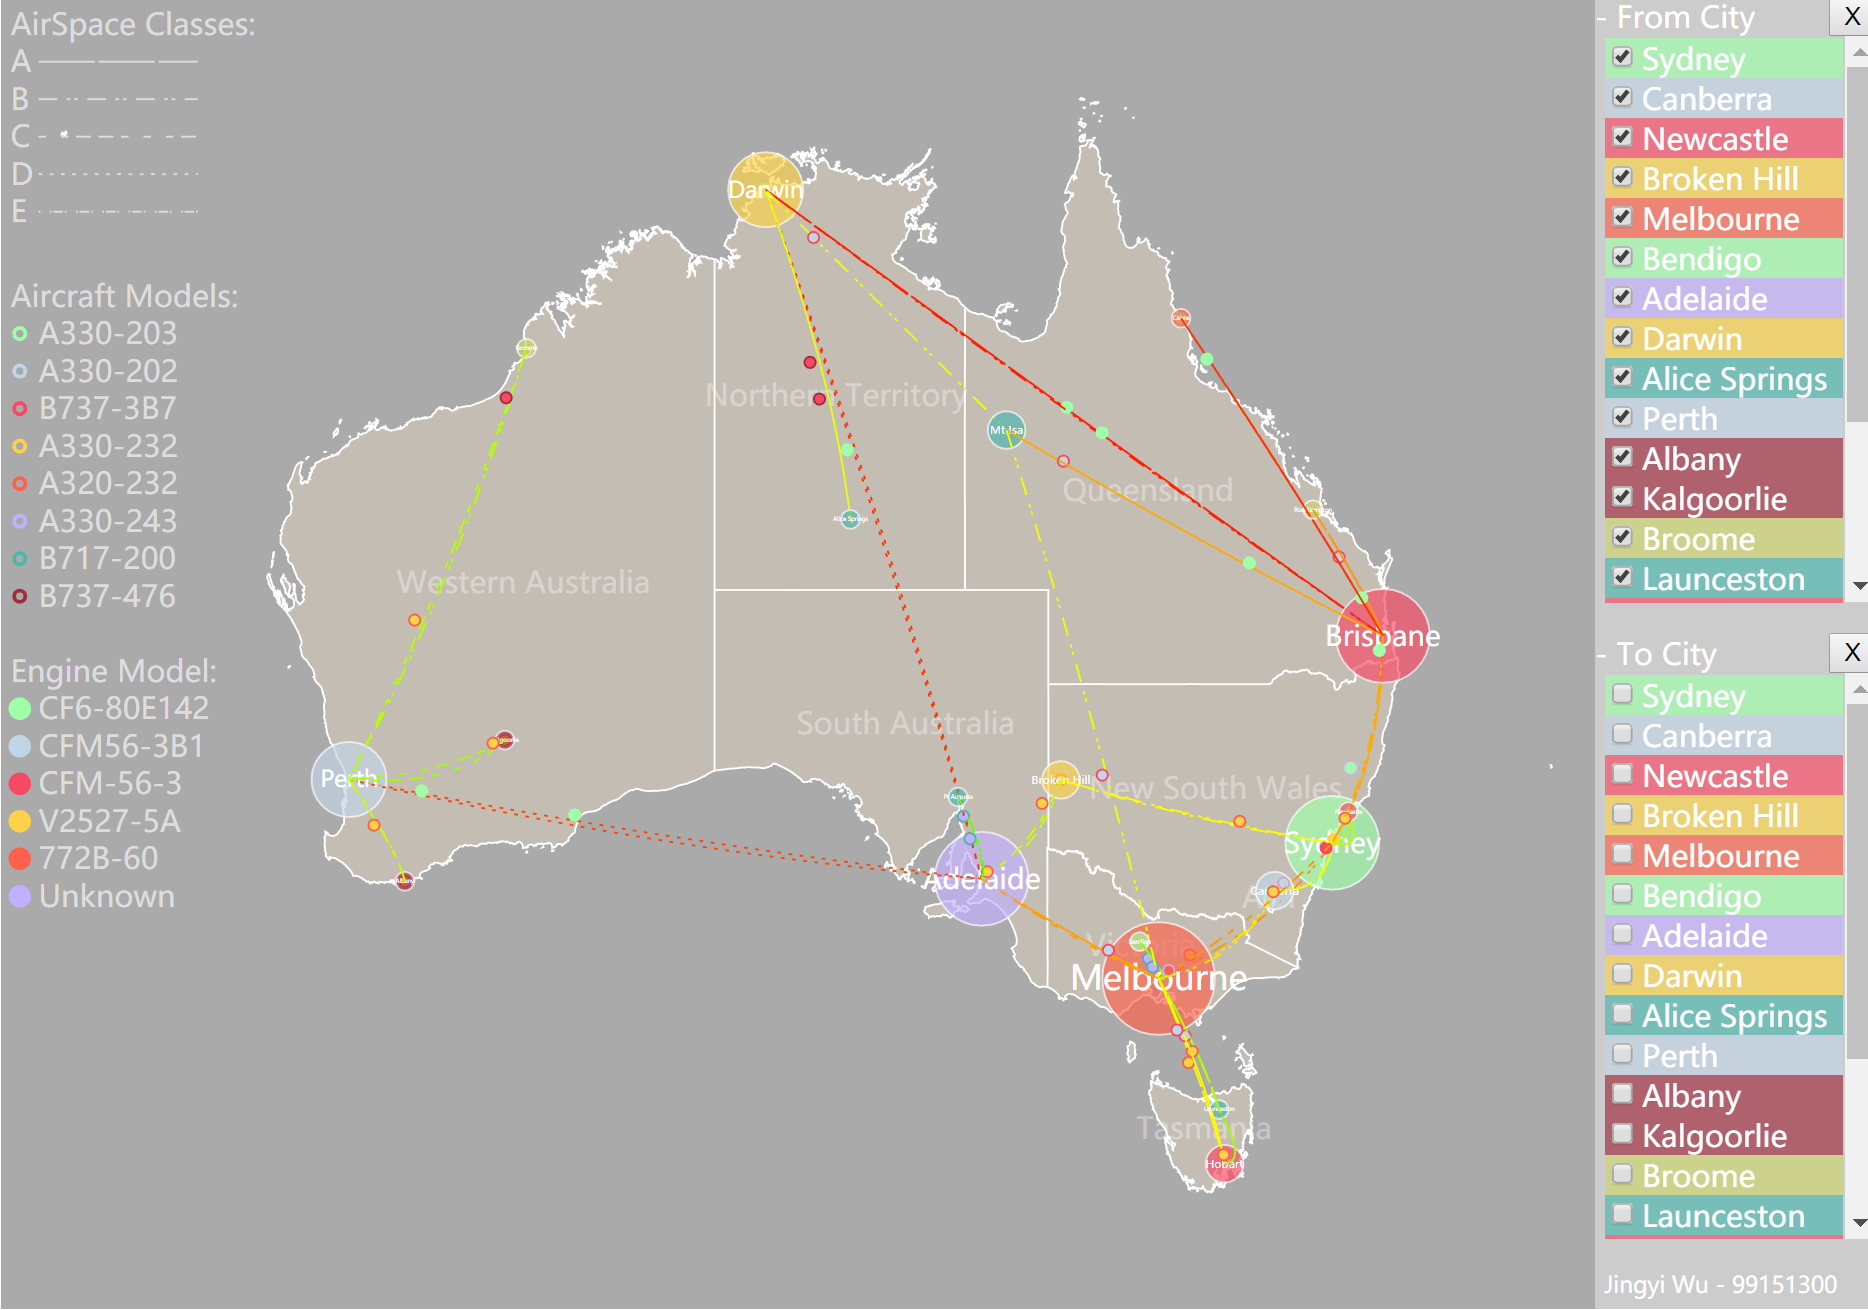 AirSpace Classes:
A
B
C
D
E
Aircraft Models:
A330-203
A330-202
B737-3B7
A330-232
A320-232
A330-243
B717-200
B737-476
Engine Model:
CF6-80E142
CFM56-3B1
CFM-56-3
V2527-5A
772B-60
Unknown
Darwin
Northern Territory
Mt Isa
Queensland
Alice Springs
Western Australia
Brisbane
South Australia
Perth
Broken Hill
New South Wales
Sydney
Adelaide
Victoria
Melbourne
Tasmania
Hobart
- From City
X
Sydney
Canberra
Newcastle
Broken Hill
Melbourne
Bendigo
Adelaide
Darwin
Alice Springs
Perth
Albany
Kalgoorlie
Broome
Launceston
- To City
X
Sydney
Canberra
Newcastle
Broken Hill
Melbourne
Bendigo
Adelaide
Darwin
Alice Springs
Perth
Albany
Kalgoorlie
Broome
Launceston
Jingyi Wu - 99151300